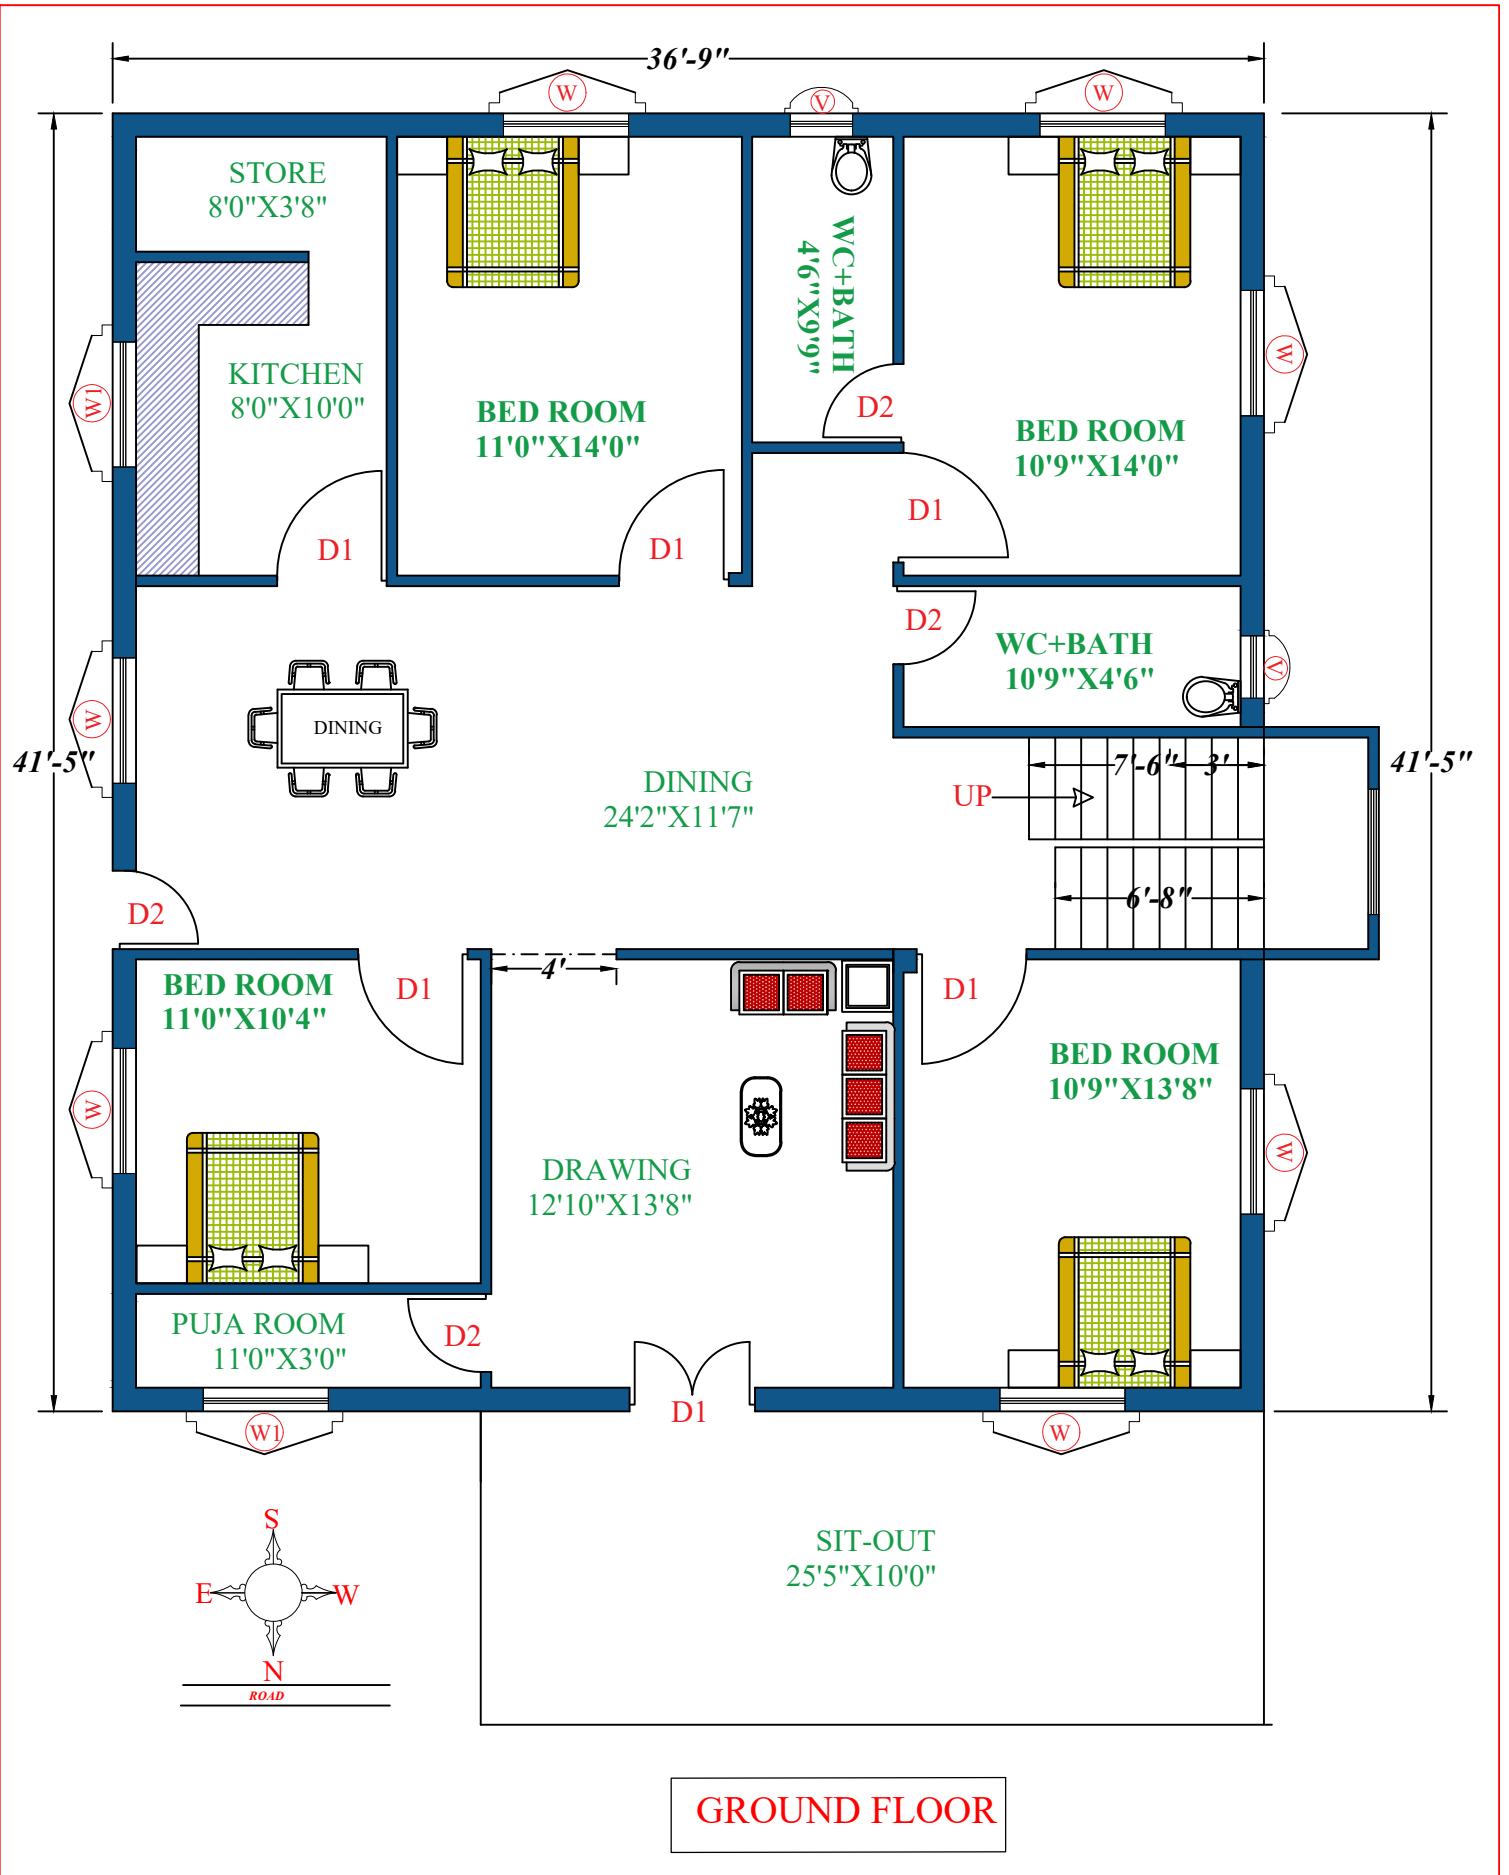 36'-9"
W
V
W
STORE
8'0"X3'8"
WC+BATH
4'6"X9'9"
W
KITCHEN
8'0"X10'0"
W1
BED ROOM
11'0"X14'0"
D2
BED ROOM
10'9"X14'0"
D1
D1
D1
D2
WC+BATH
10'9"X4'6"
V
W
DINING
41'-5"
7'-6"
3'
41'-5"
DINING
24'2"X11'7"
UP
6'-8"
D2
4'
BED ROOM
11'0"X10'4"
D1
D1
BED ROOM
10'9"X13'8"
W
W
DRAWING
12'10"X13'8"
PUJA ROOM
11'0"X3'0"
D2
D1
W1
W
S
E
W
N
ROAD
SIT-OUT
25'5"X10'0"
GROUND FLOOR